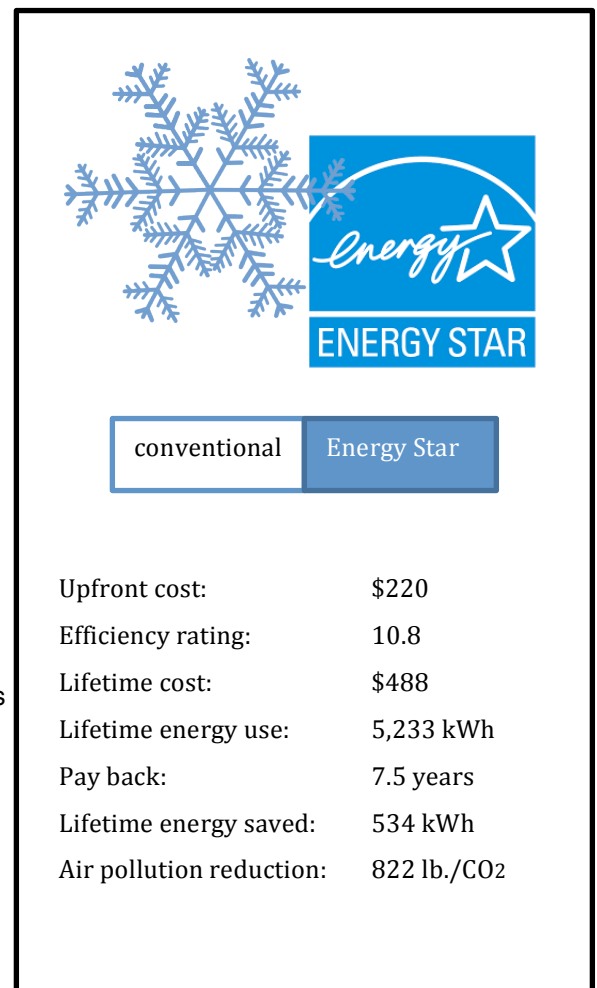 energy
ENERGY STAR
conventional Energy Star
Upfront cost: $220
Efficiency rating: 10.8
Lifetime cost: $488
s
Lifetime energy use: 5,233 kWh
Pay back: 7.5 years
Lifetime energy saved: 534 kWh
Air pollution reduction: 822 lb./CO2